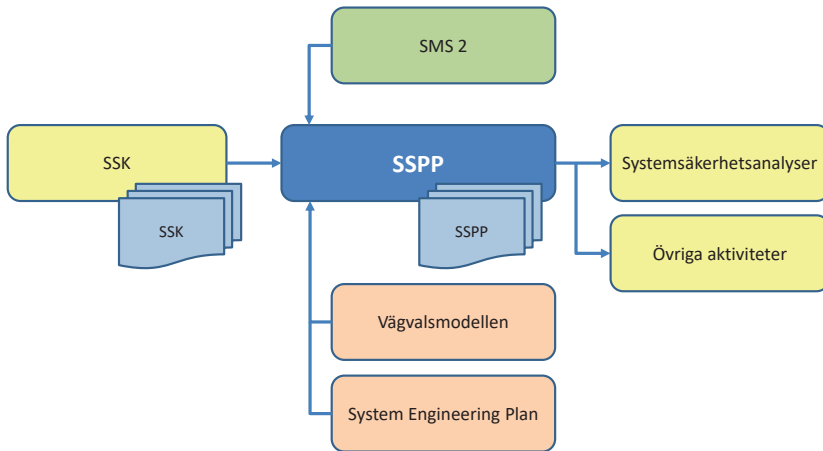 SMS 2
SSK
SSPP
Systemsäkerhetsanalyser
SSK
SSPP
Övriga aktiviteter
Vägvalsmodellen
System Engineering Plan